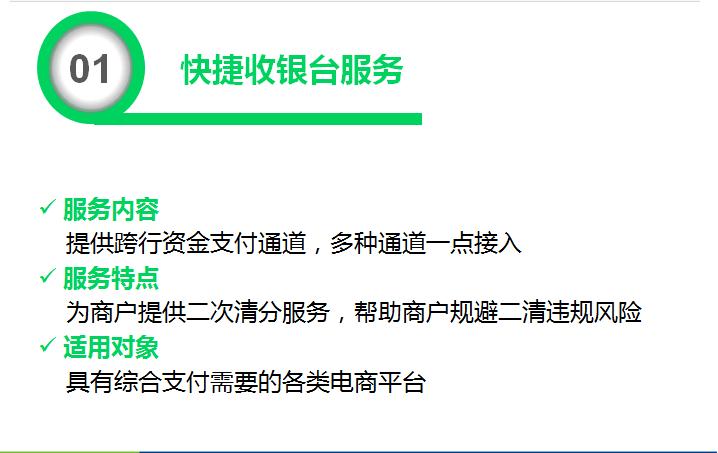 01
快捷收银台服务
✓ 服务内容
提供跨行资金支付通道，多种通道一点接入
✓ 服务特点
为商户提供二次清分服务，帮助商户规避二清违规风险
✓ 适用对象
具有综合支付需要的各类电商平台